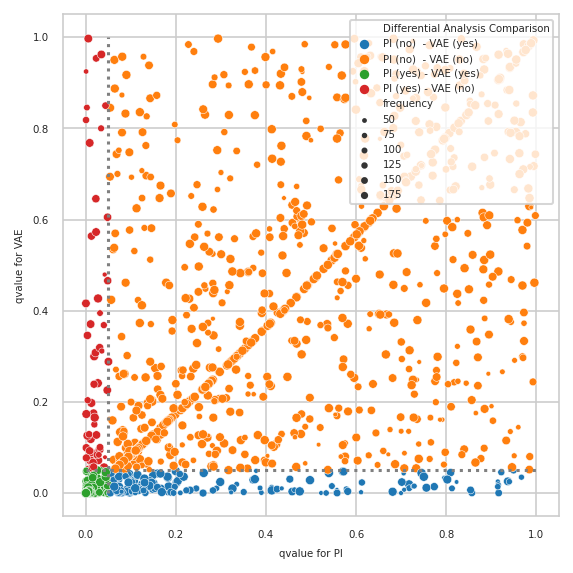 Differential Analysis Comparison
PI (no)  - VAE (yes)
PI (no)  - VAE (no)
PI (yes) - VAE (yes)
PI (yes) - VAE (no)
frequency
50
75
100
125
150
175
qvalue for VAE
1.0
0.8
0.6
0.4
0.2
0.0
0.0 0.2 0.4 0.6 0.8 1.0
qvalue for PI